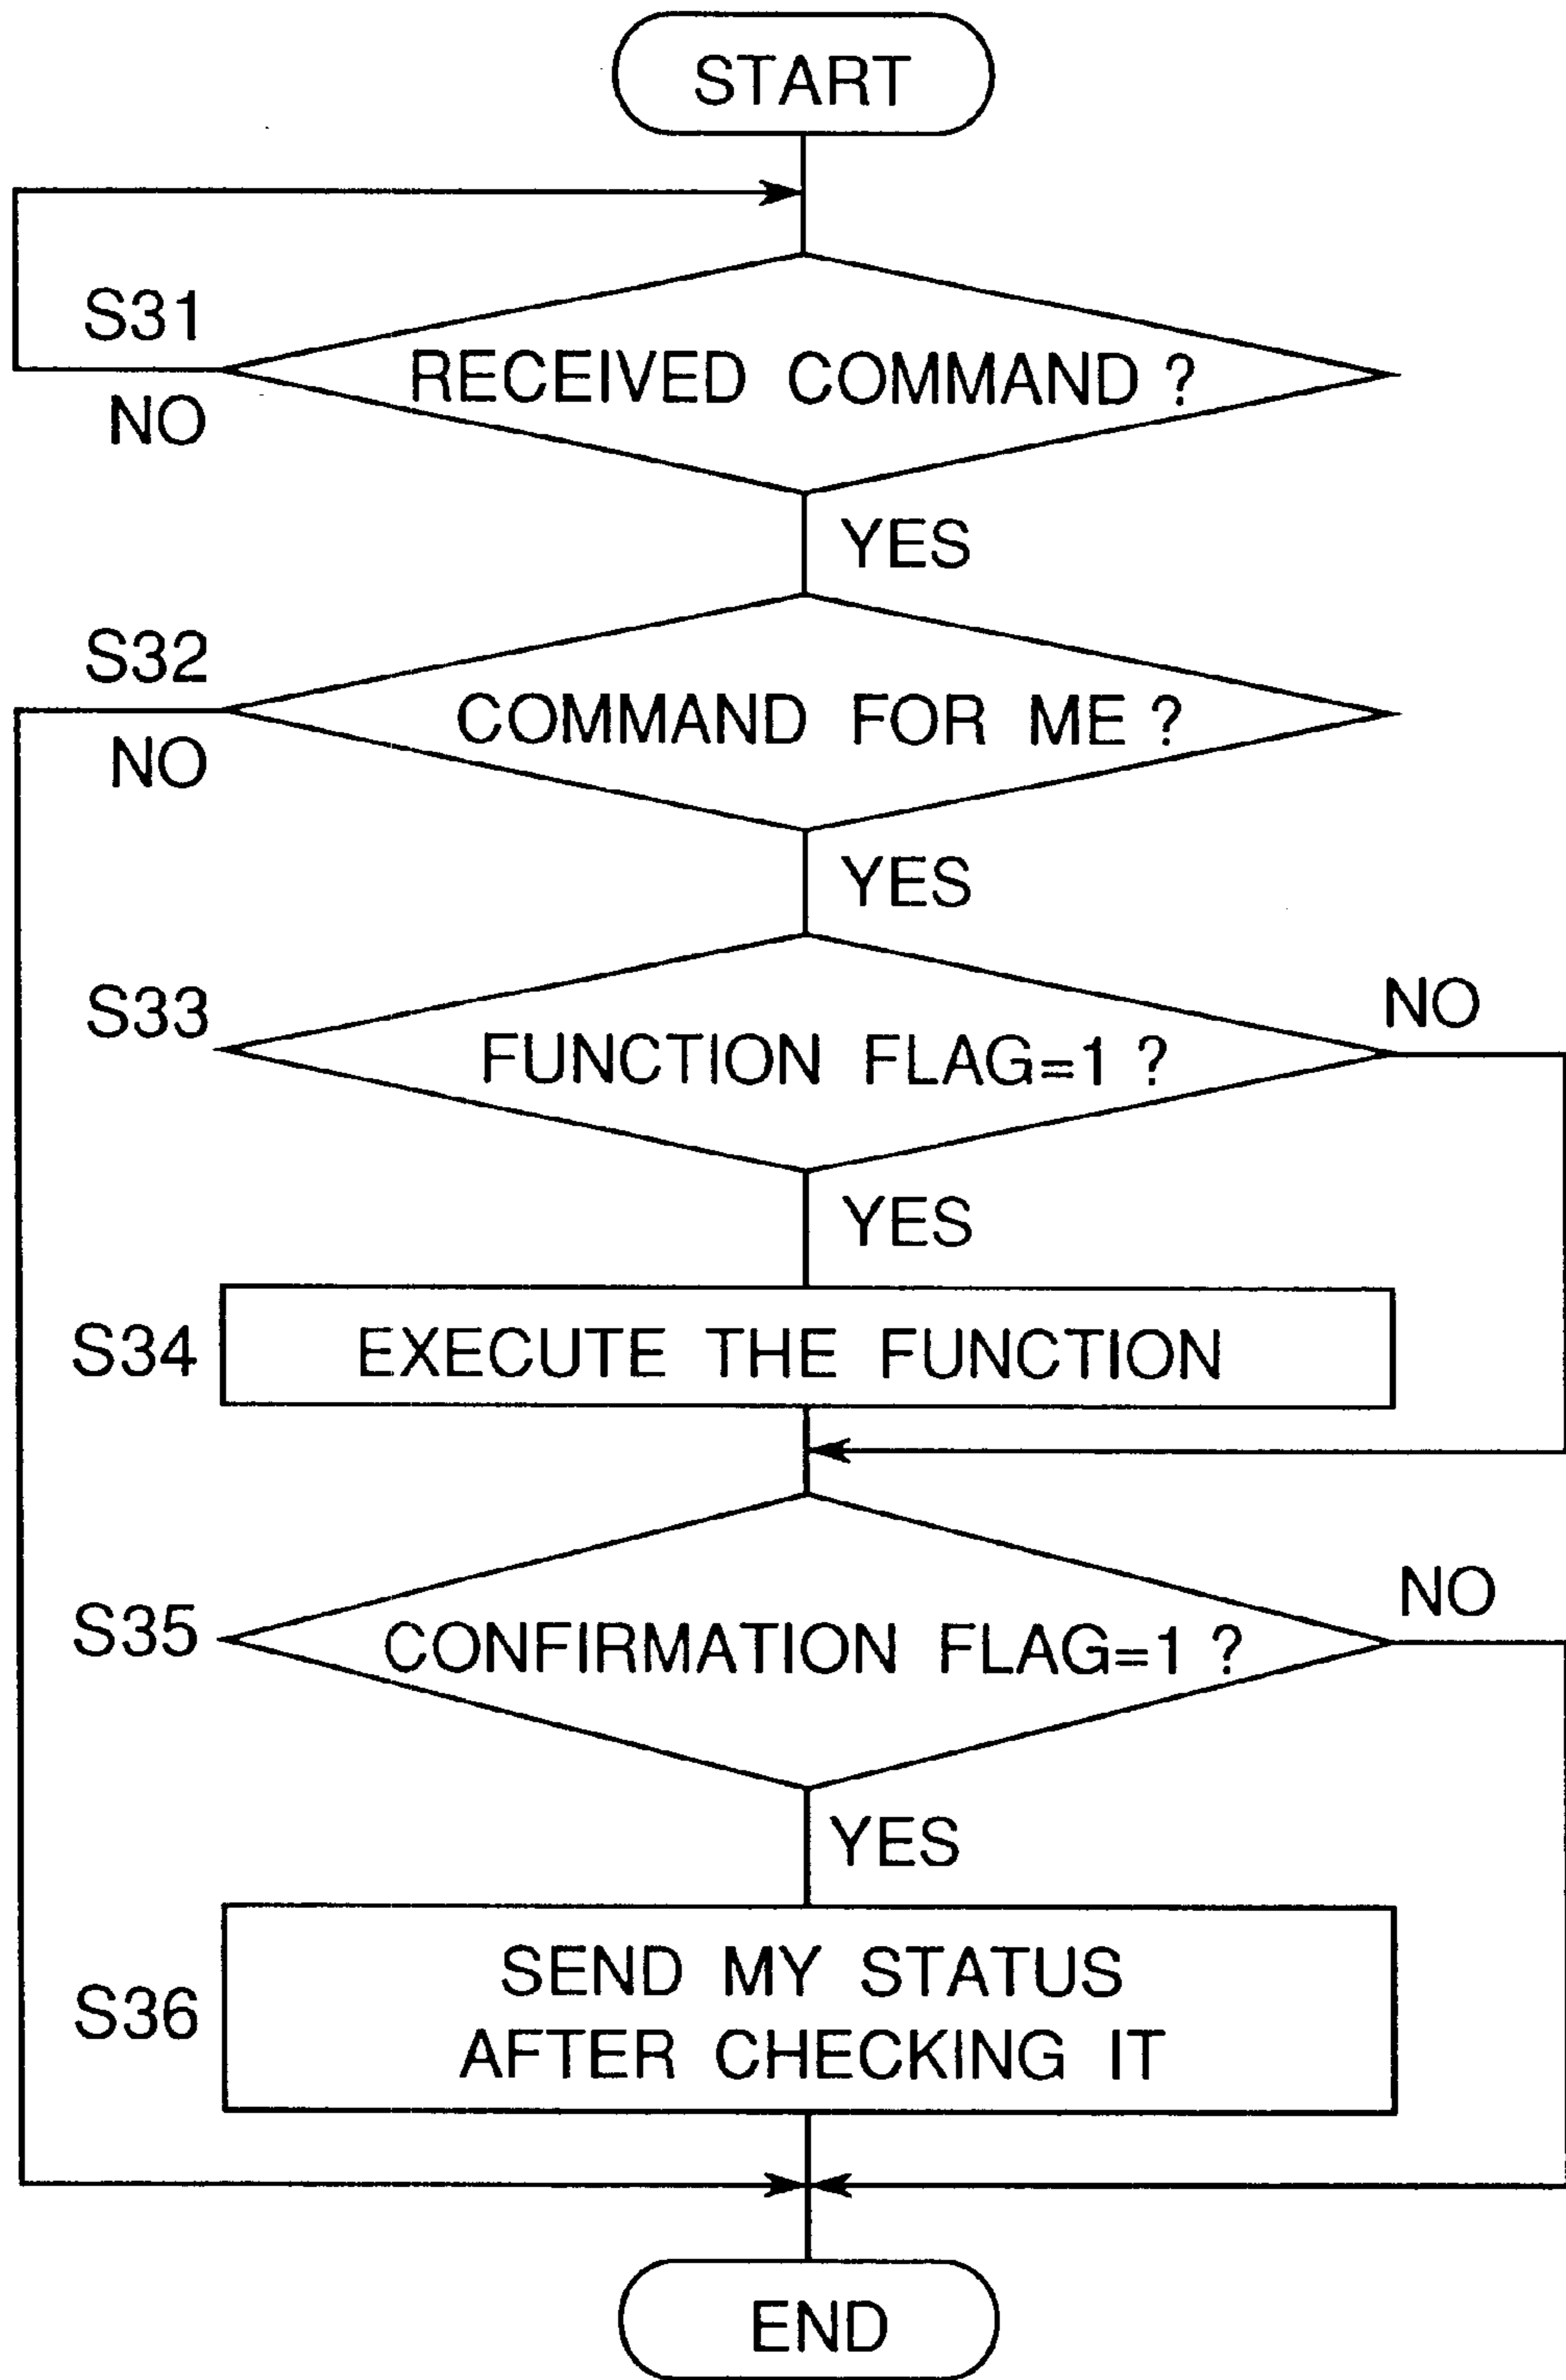 START
S31
RECEIVED COMMAND ?
NO
YES
S32
COMMAND FOR ME ?
NO
YES
S33
NO
FUNCTION FLAG=1 ?
YES
S34
EXECUTE THE FUNCTION
NO
S35
CONFIRMATION FLAG=1 ?
YES
SEND MY STATUS
S36
AFTER CHECKING IT
END